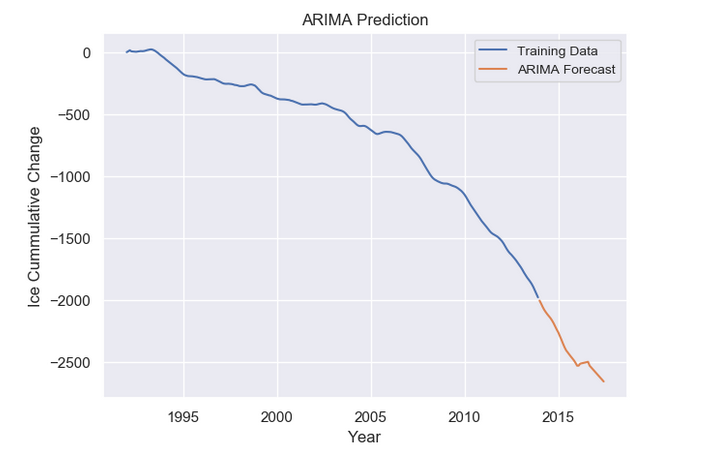 ARIMA Prediction
Training Data
ARIMA Forecast
0
−500
−1000
−1500
−2000
−2500
Ice Cummulative Change
1995 2000 2005 2010 2015
Year